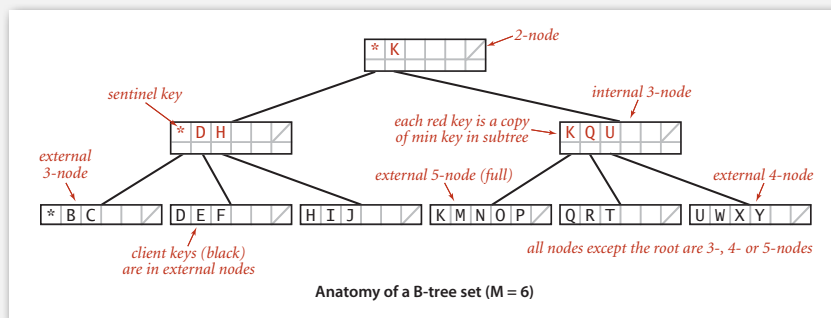 2-node
* K
sentinel key
internal 3-node
each red key is a copy
of min key in subtree
* D H
K Q U
external
3-node
external 5-node (full)
external 4-node
* B C
D E F
H I J
K M N O P
Q R T
U W X Y
client keys (black)
are in external nodes
all nodes except the root are 3-, 4- or 5-nodes
Anatomy of a B-tree set (M = 6)